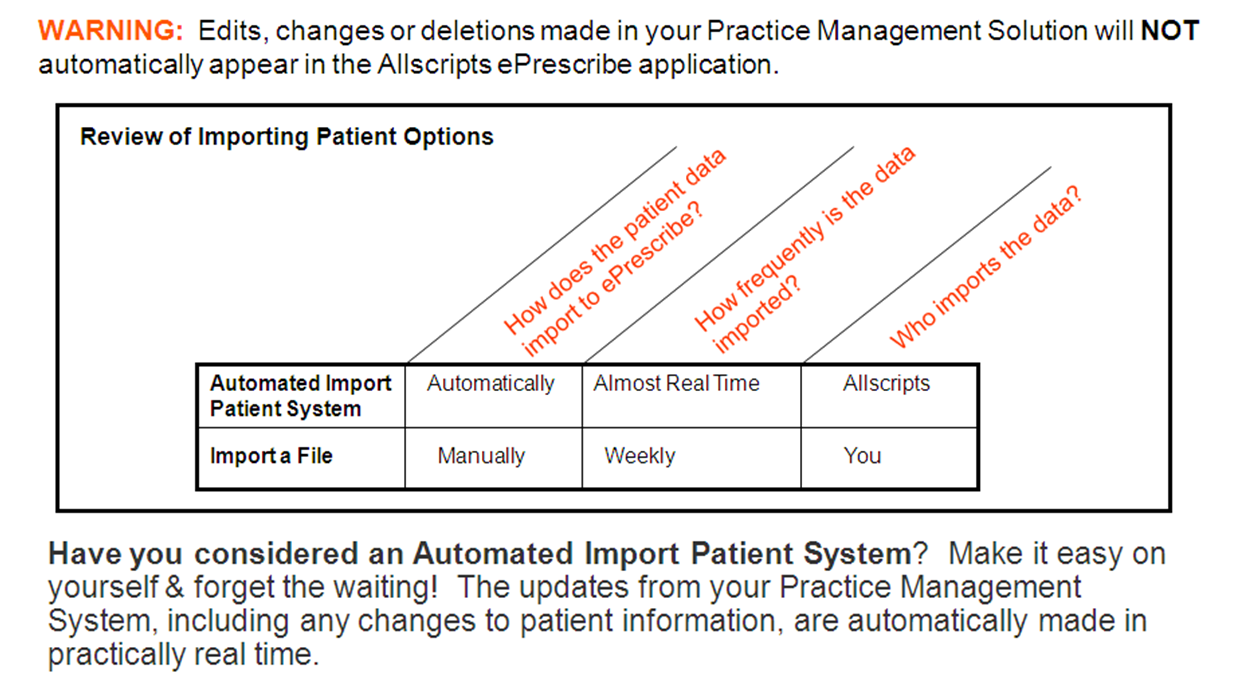 WARNING: Edits, changes or deletions made in your Practice Management Solution will NOT
automatically appear in the Allscripts ePrescribe application.
Review of Importing Patient Options
How does the patient data
import to ePrescribe?
How frequently is the data
imported?
Who imports the data?
Automated Import
Patient System
Automatically
Almost Real Time
Allscripts
Import a File
Manually
Weekly
You
Have you considered an Automated Import Patient System? Make it easy on
yourself & forget the waiting! The updates from your Practice Management
System, including any changes to patient information, are automatically made in
practically real time.